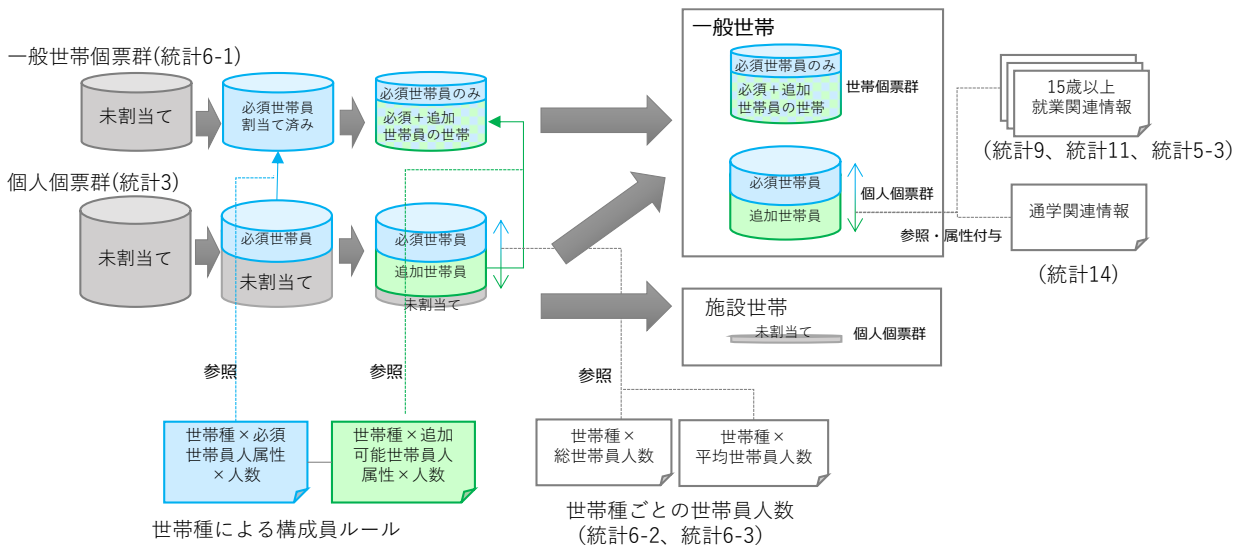 一般世帯個票群(統計6-1)
未割当て
必須世帯員
割当て済み
必須世帯員のみ
必須＋追加
世帯員の世帯
個人個票群(統計3)
未割当て
必須世帯員
未割当て
必須世帯員
追加世帯員
未割当て
一般世帯
必須世帯員のみ
必須＋追加
世帯員の世帯
世帯個票群
必須世帯員
追加世帯員
個人個票群
参照・属性付与
15歳以上
就業関連情報
(統計9、統計11、統計5-3)
通学関連情報
(統計14)
施設世帯
未割当て
個人個票群
参照
参照
参照
世帯種×必須
世帯員人属性
×人数
世帯種×追加
可能世帯員人
属性×人数
世帯種による構成員ルール
世帯種×
総世帯員人数
世帯種×
平均世帯員人数
世帯種ごとの世帯員人数
(統計6-2、統計6-3)